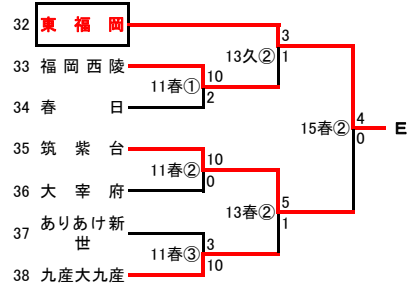 32 東福岡
3
13久②
1
33 福岡西陵
10
11春①
2
34 春日
4
15春②
0
E
35 筑紫台
10
11春②
0
36 大宰府
5
13春②
1
37 ありあけ新
世
3
11春③
10
38 九産大九産